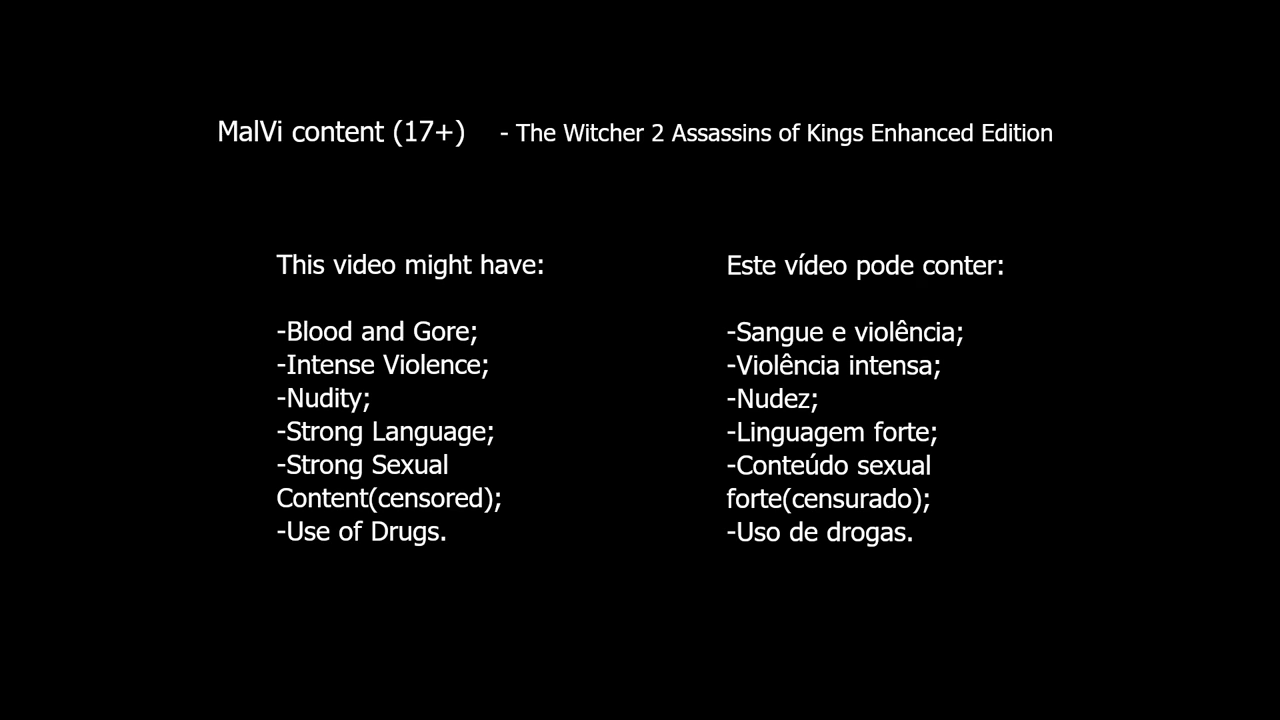 MalVi content (17+) - The Witcher 2 Assassins of Kings Enhanced Edition
This video might have:
-Blood and Gore;
-Intense Violence;
-Nudity;
-Strong Language;
-Strong Sexual
Content(censored);
-Use of Drugs.
Este vídeo pode conter:
-Sangue e violência;
-Violência intensa;
-Nudez;
-Linguagem forte;
-Conteúdo sexual
forte(censurado);
-Uso de drogas.